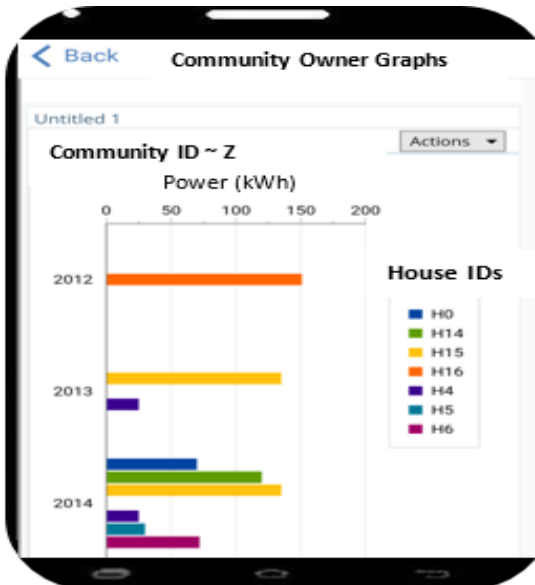 Back Community Owner Graphs
Untitled 1
Community ID ~ Z
Actions
Power (kWh)
0 50 100 150 200
2012
House IDs
H0
H14
H15
H16
2013
H4
H5
H6
2014